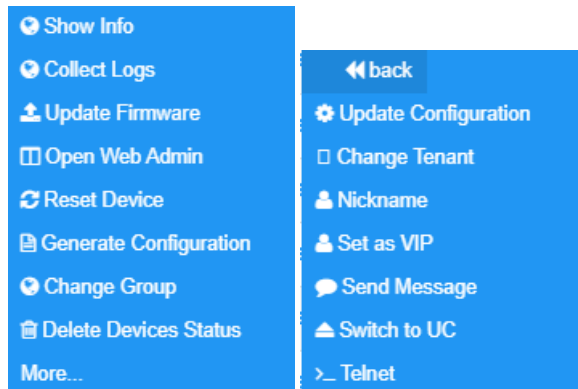 Show Info
Collect Logs
Update Firmware
Open Web Admin
Reset Device
Generate Configuration
Change Group
Delete Devices Status
More...
back
Update Configuration
Change Tenant
Nickname
Set as VIP
Send Message
Switch to UC
>_ Telnet